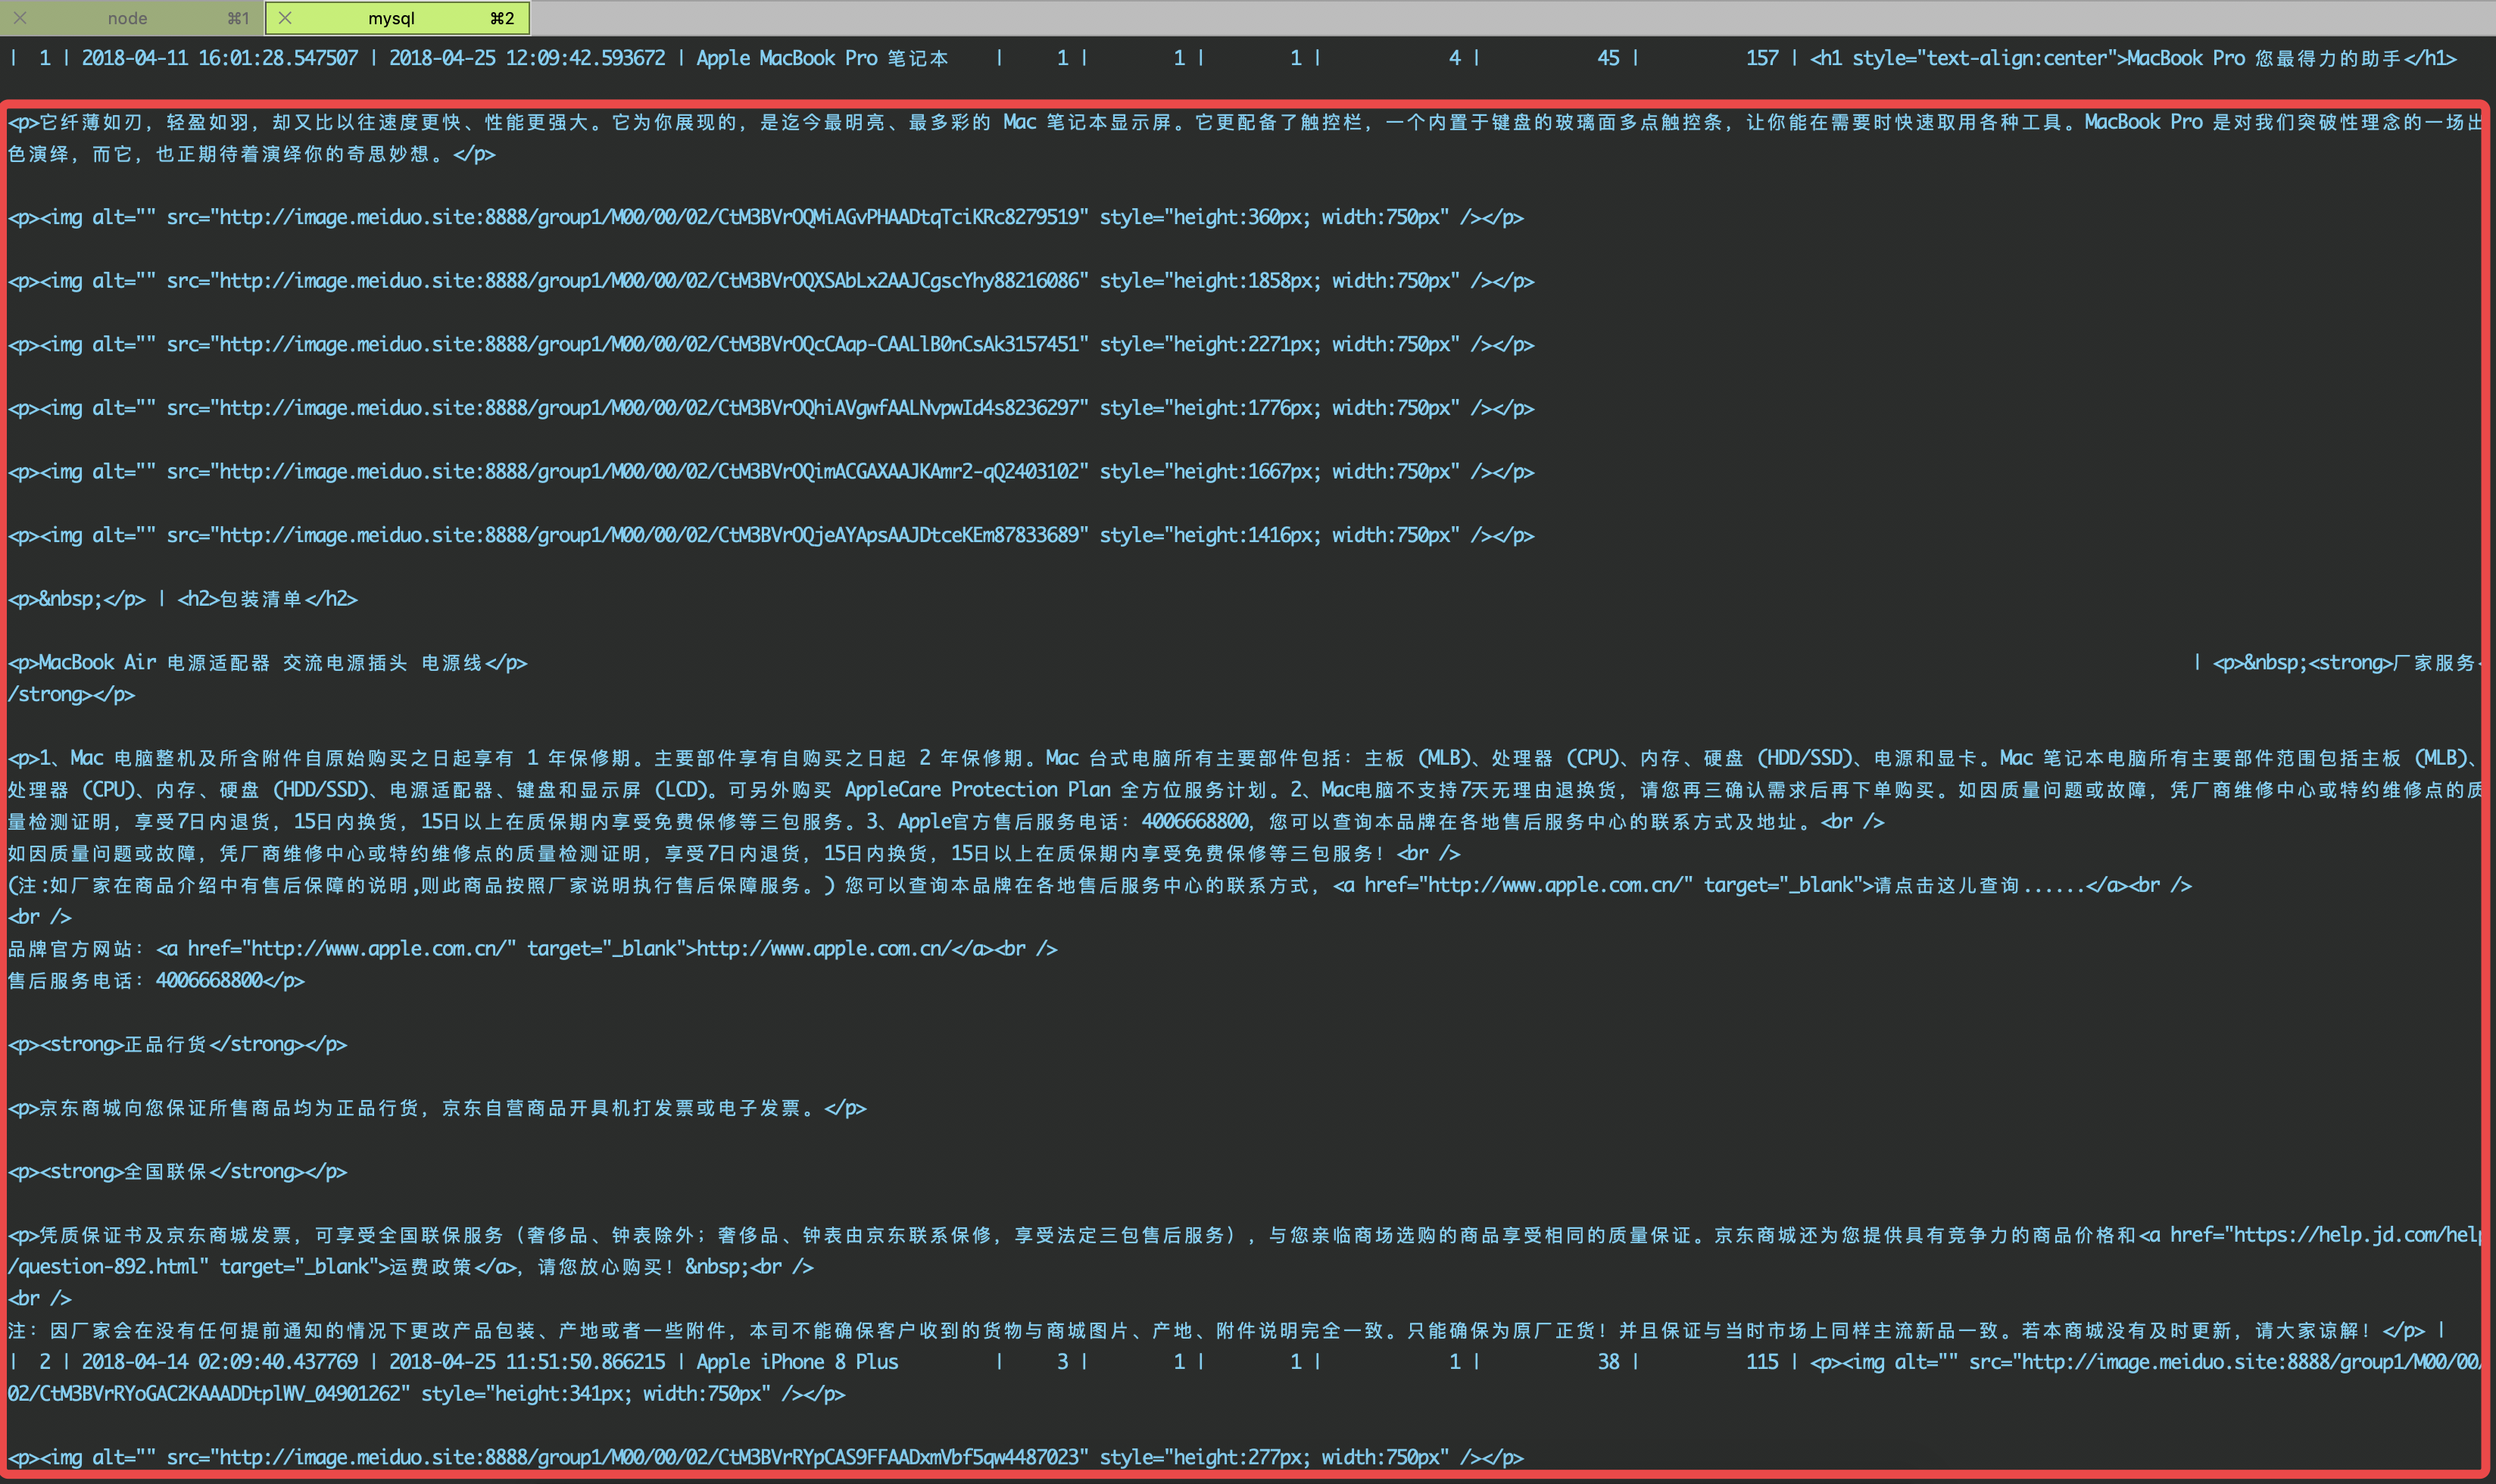 node ⌘1 mysql ⌘2
| 1 | 2018-04-11 16:01:28.547507 | 2018-04-25 12:09:42.593672 | Apple MacBook Pro 笔记本 | 1 | 1 | 1 | 4 | 45 | 157 | <h1 style="text-align:center">MacBook Pro 您最得力的助手</h1>
<p>它纤薄如刃，轻盈如羽，却又比以往速度更快、性能更强大。它为你展现的，是迄今最明亮、最多彩的 Mac 笔记本显示屏。它更配备了触控栏，一个内置于键盘的玻璃面多点触控条，让你能在需要时快速取用各种工具。MacBook Pro 是对我们突破性理念的一场出
色演绎，而它，也正期待着演绎你的奇思妙想。</p>
<p><img alt="" src="http://image.meiduo.site:8888/group1/M00/00/02/CtM3BVrOQMiAGvPHAADtqTciKRc8279519" style="height:360px; width:750px" /></p>
<p><img alt="" src="http://image.meiduo.site:8888/group1/M00/00/02/CtM3BVrOQXSAbLx2AAJCgscYhy88216086" style="height:1858px; width:750px" /></p>
<p><img alt="" src="http://image.meiduo.site:8888/group1/M00/00/02/CtM3BVrOQcCAap-CAALlB0nCsAk3157451" style="height:2271px; width:750px" /></p>
<p><img alt="" src="http://image.meiduo.site:8888/group1/M00/00/02/CtM3BVrOQhiAVgwfAALNvpwId4s8236297" style="height:1776px; width:750px" /></p>
<p><img alt="" src="http://image.meiduo.site:8888/group1/M00/00/02/CtM3BVrOQimACGAXAAJKAmr2-qQ2403102" style="height:1667px; width:750px" /></p>
<p><img alt="" src="http://image.meiduo.site:8888/group1/M00/00/02/CtM3BVrOQjeAYApsAAJDtceKEm87833689" style="height:1416px; width:750px" /></p>
<p>&nbsp;</p> | <h2>包装清单</h2>
<p>MacBook Air 电源适配器 交流电源插头 电源线</p> | <p>&nbsp;<strong>厂家服务<
/strong></p>
<p>1、Mac 电脑整机及所含附件自原始购买之日起享有 1 年保修期。主要部件享有自购买之日起 2 年保修期。Mac 台式电脑所有主要部件包括：主板 (MLB)、处理器 (CPU)、内存、硬盘 (HDD/SSD)、电源和显卡。Mac 笔记本电脑所有主要部件范围包括主板 (MLB)、
处理器 (CPU)、内存、硬盘 (HDD/SSD)、电源适配器、键盘和显示屏 (LCD)。可另外购买 AppleCare Protection Plan 全方位服务计划。2、Mac电脑不支持7天无理由退换货，请您再三确认需求后再下单购买。如因质量问题或故障，凭厂商维修中心或特约维修点的质
量检测证明，享受7日内退货，15日内换货，15日以上在质保期内享受免费保修等三包服务。3、Apple官方售后服务电话：4006668800，您可以查询本品牌在各地售后服务中心的联系方式及地址。<br />
如因质量问题或故障，凭厂商维修中心或特约维修点的质量检测证明，享受7日内退货，15日内换货，15日以上在质保期内享受免费保修等三包服务！<br />
(注:如厂家在商品介绍中有售后保障的说明,则此商品按照厂家说明执行售后保障服务。) 您可以查询本品牌在各地售后服务中心的联系方式，<a href="http://www.apple.com.cn/" target="_blank">请点击这儿查询......</a><br />
<br />
品牌官方网站：<a href="http://www.apple.com.cn/" target="_blank">http://www.apple.com.cn/</a><br />
售后服务电话：4006668800</p>
<p><strong>正品行货</strong></p>
<p>京东商城向您保证所售商品均为正品行货，京东自营商品开具机打发票或电子发票。</p>
<p><strong>全国联保</strong></p>
<p>凭质保证书及京东商城发票，可享受全国联保服务（奢侈品、钟表除外；奢侈品、钟表由京东联系保修，享受法定三包售后服务），与您亲临商场选购的商品享受相同的质量保证。京东商城还为您提供具有竞争力的商品价格和<a href="https://help.jd.com/help
/question-892.html" target="_blank">运费政策</a>，请您放心购买！&nbsp;<br />
<br />
注：因厂家会在没有任何提前通知的情况下更改产品包装、产地或者一些附件，本司不能确保客户收到的货物与商城图片、产地、附件说明完全一致。只能确保为原厂正货！并且保证与当时市场上同样主流新品一致。若本商城没有及时更新，请大家谅解！</p> |
| 2 | 2018-04-14 02:09:40.437769 | 2018-04-25 11:51:50.866215 | Apple iPhone 8 Plus | 3 | 1 | 1 | 1 | 38 | 115 | <p><img alt="" src="http://image.meiduo.site:8888/group1/M00/00/
02/CtM3BVrRYoGAC2KAAADDtplWV_04901262" style="height:341px; width:750px" /></p>
<p><img alt="" src="http://image.meiduo.site:8888/group1/M00/00/02/CtM3BVrRYpCAS9FFAADxmVbf5qw4487023" style="height:277px; width:750px" /></p>